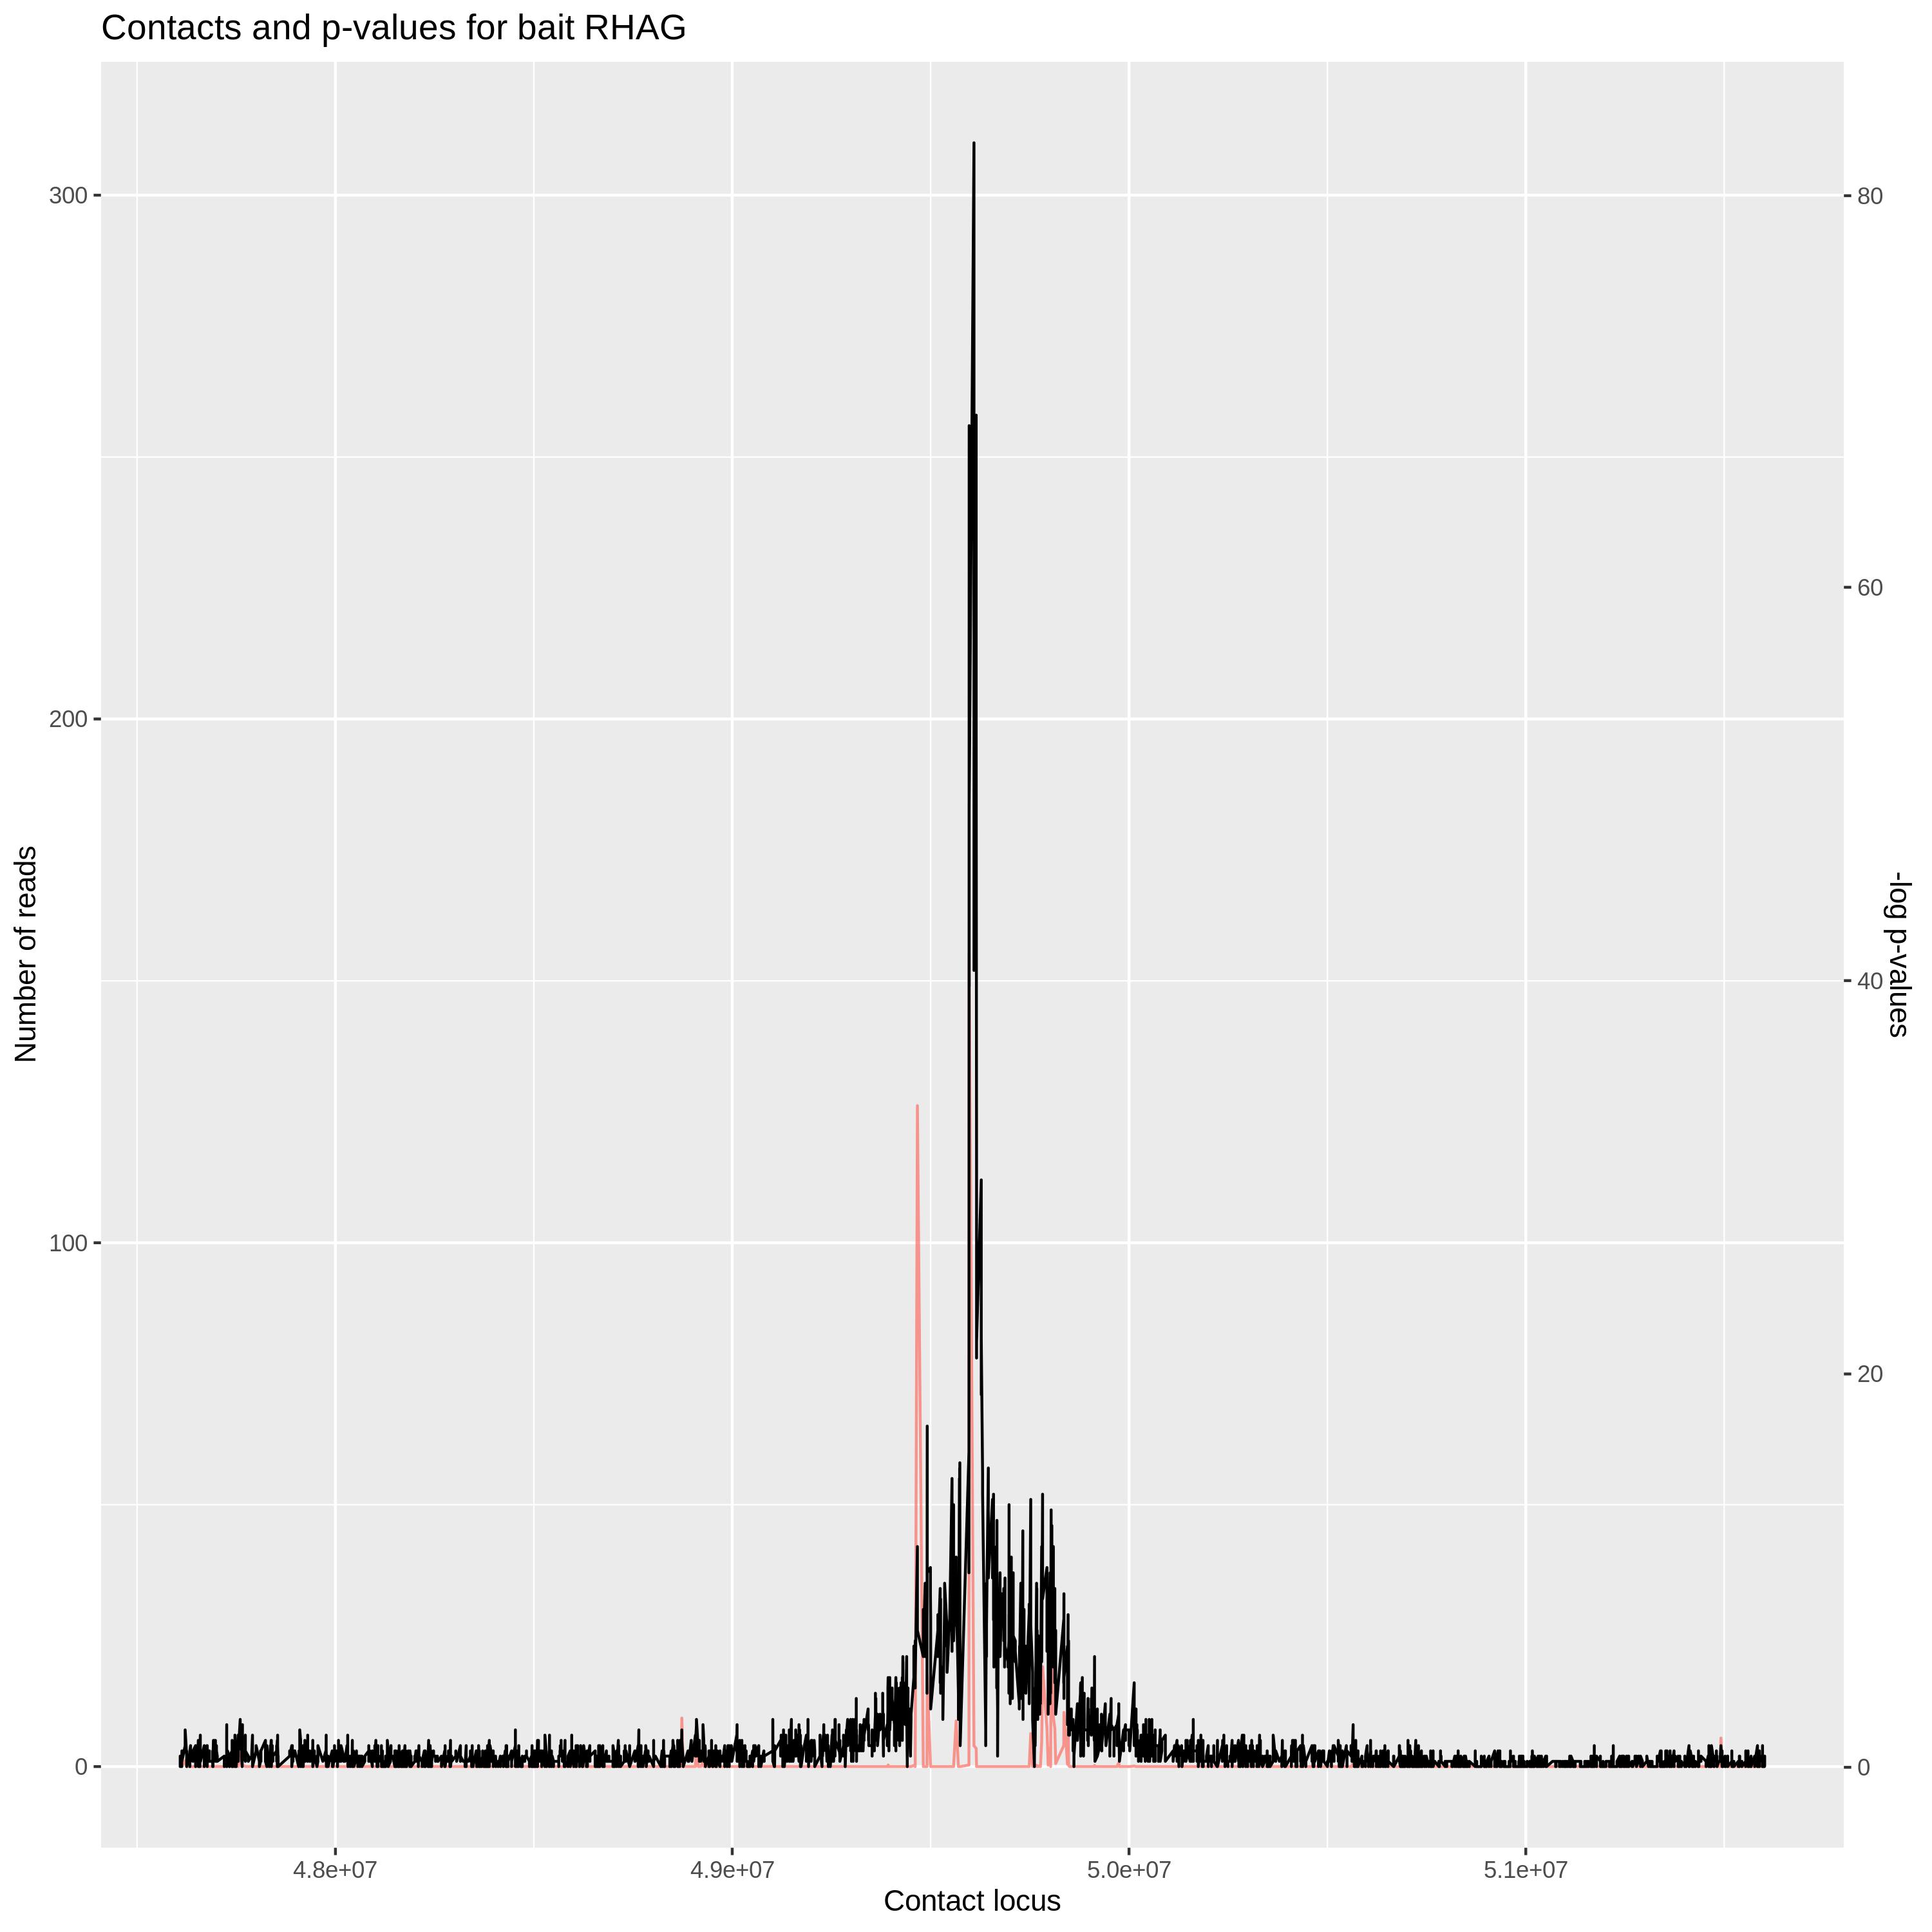 Contacts and p-values for bait RHAG
300
200
100
0
Number of reads
80
60
40
20
0
-log p-values
4.8e+07 4.9e+07 5.0e+07 5.1e+07
Contact locus